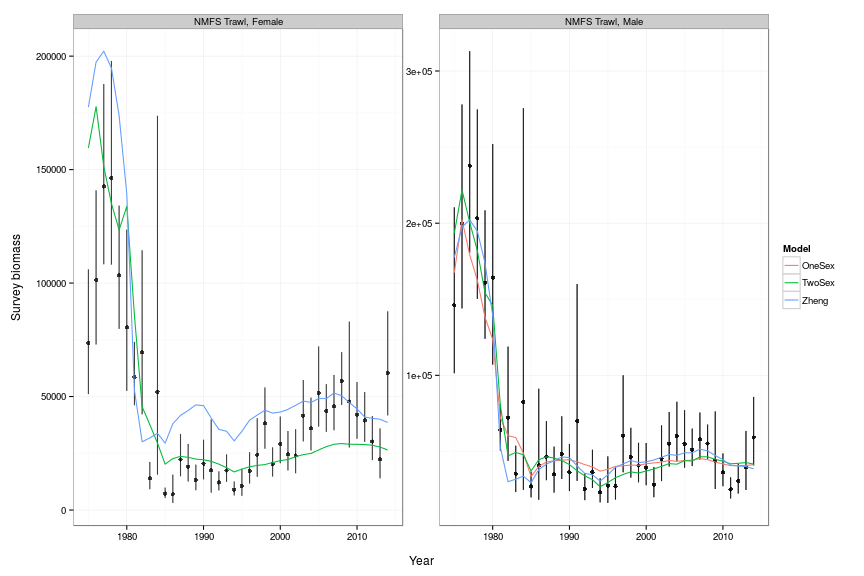 NMFS Trawl, Female
NMFS Trawl, Male
200000
150000
100000
50000
0
3e+05
2e+05
1e+05
1980
1990
2000
2010
1980
1990
2000
2010
Survey biomass
Year
Model
OneSex
TwoSex
Zheng